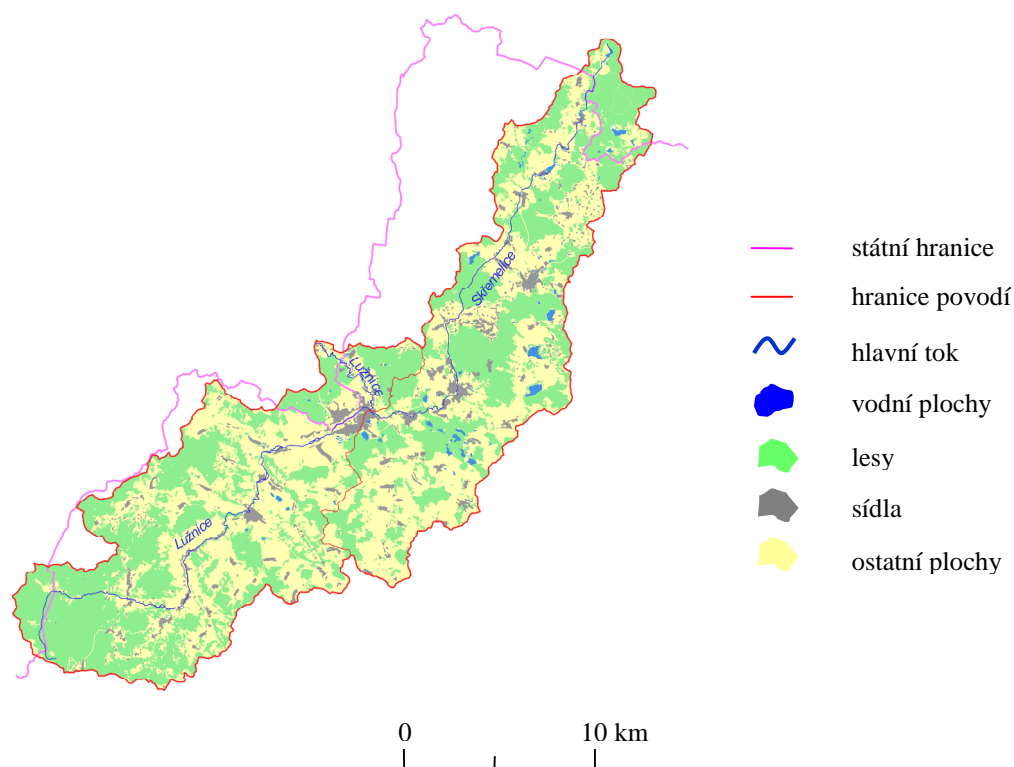 Skřemelice
Lužnice
Lužnice
státní hranice
hranice povodí
hlavní tok
vodní plochy
lesy
sídla
ostatní plochy
0 10 km